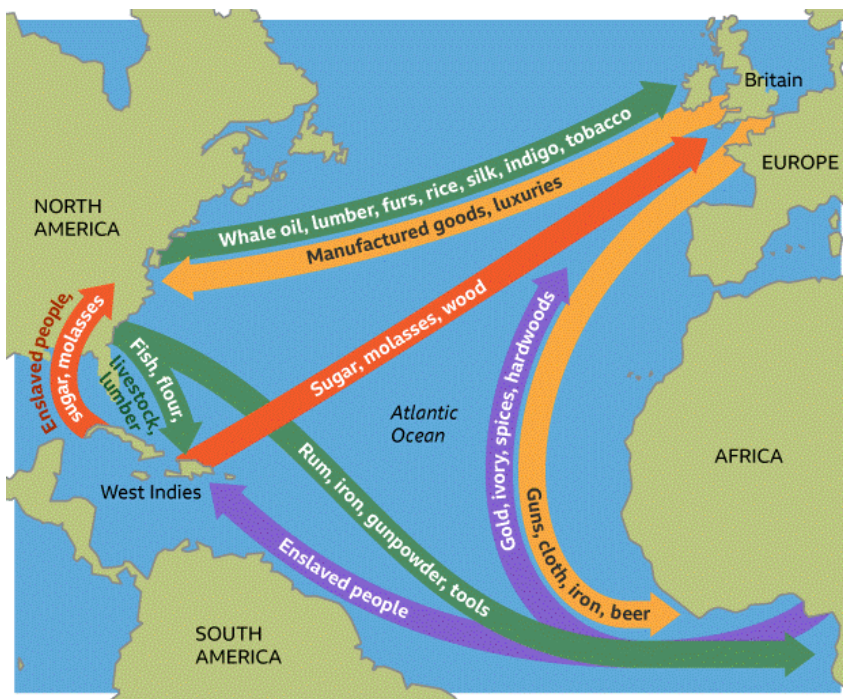 Britain
EUROPE
Whale oil, lumber, furs, rice, silk, indigo, tobacco
Manufactured goods, luxuries
NORTH
AMERICA
Enslaved people,
sugar, molasses
Fish, flour,
livestock,
lumber
Sugar, molasses, wood
Gold, ivory, spices, hardwoods
Atlantic
Ocean
AFRICA
West Indies
Rum, iron, gunpowder, tools
Guns, cloth, iron, beer
Enslaved people
SOUTH
AMERICA